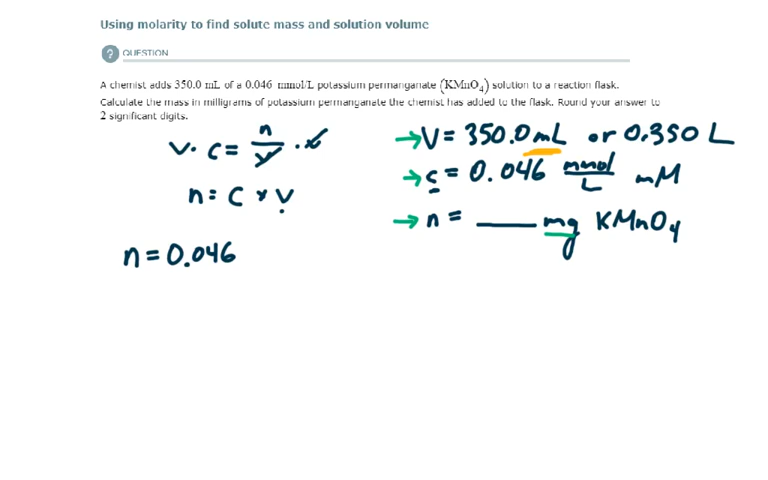 Using molarity to find solute mass and solution volume
? QUESTION
A chemist adds 350.0 mL of a 0.046 mmol/L potassium permanganate (KMnO₄) solution to a reaction flask.
Calculate the mass in milligrams of potassium permanganate the chemist has added to the flask. Round your answer to
2 significant digits.
V · C = n/V · V
→ V = 350.0 mL or 0.350 L
→ c = 0.046 mmol/L mM
n = C × V
→ n = ____ mg KMnO₄
n = 0.046